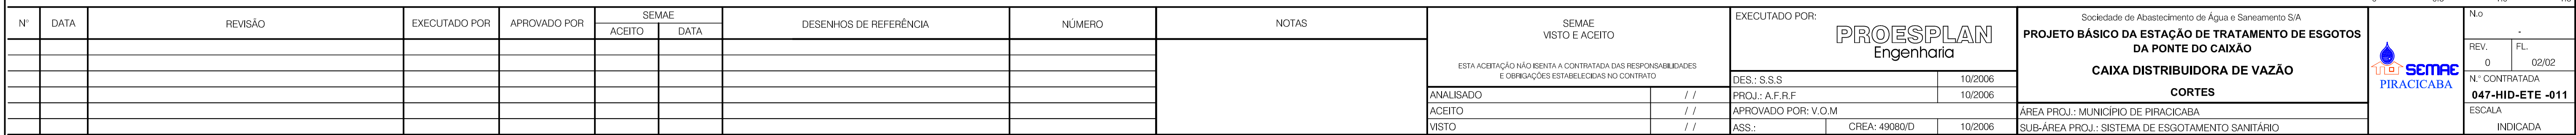 N° DATA REVISÃO EXECUTADO POR APROVADO POR SEMAE ACEITO DATA DESENHOS DE REFERÊNCIA NÚMERO NOTAS
SEMAE
VISTO E ACEITO
ESTA ACEITAÇÃO NÃO ISENTA A CONTRATADA DAS RESPONSABILIDADES
E OBRIGAÇÕES ESTABELECIDAS NO CONTRATO
ANALISADO / /
ACEITO / /
VISTO / /
EXECUTADO POR:
PROESPLAN
Engenharia
DES.: S.S.S 10/2006
PROJ.: A.F.R.F 10/2006
APROVADO POR: V.O.M
ASS.: CREA: 49080/D 10/2006
Sociedade de Abastecimento de Água e Saneamento S/A
PROJETO BÁSICO DA ESTAÇÃO DE TRATAMENTO DE ESGOTOS
DA PONTE DO CAIXÃO
CAIXA DISTRIBUIDORA DE VAZÃO
CORTES
ÁREA PROJ.: MUNICÍPIO DE PIRACICABA
SUB-ÁREA PROJ.: SISTEMA DE ESGOTAMENTO SANITÁRIO
SEMAE
PIRACICABA
N.o
-
REV. FL.
0 02/02
N.° CONTRATADA
047-HID-ETE -011
ESCALA
INDICADA